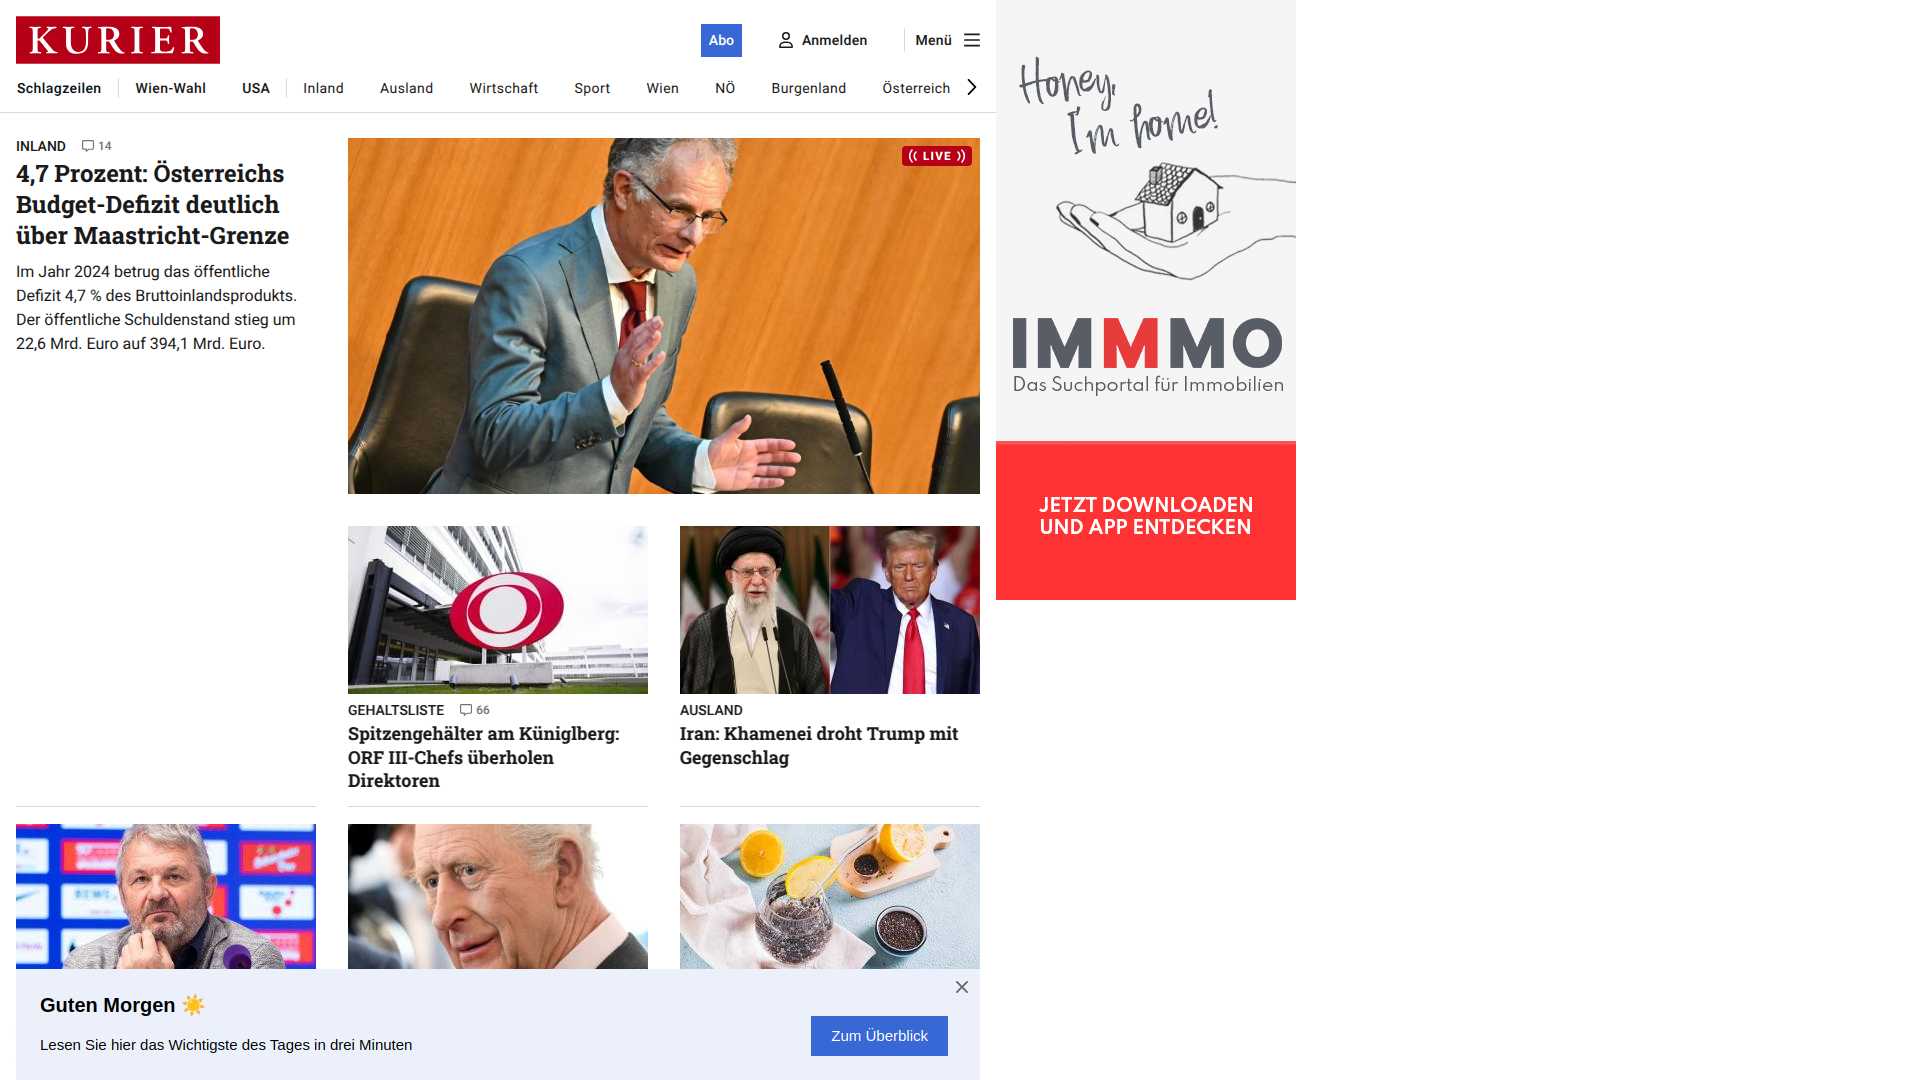 KURIER
Abo
Anmelden
Menü
Schlagzeilen
Wien-Wahl
USA
Inland
Ausland
Wirtschaft
Sport
Wien
NÖ
Burgenland
Österreich
INLAND 14
4,7 Prozent: Österreichs
Budget-Defizit deutlich
über Maastricht-Grenze
Im Jahr 2024 betrug das öffentliche
Defizit 4,7 % des Bruttoinlandsprodukts.
Der öffentliche Schuldenstand stieg um
22,6 Mrd. Euro auf 394,1 Mrd. Euro.
LIVE
GEHALTSLISTE 66
Spitzengehälter am Küniglberg:
ORF III-Chefs überholen
Direktoren
AUSLAND
Iran: Khamenei droht Trump mit
Gegenschlag
Guten Morgen ☀️
Lesen Sie hier das Wichtigste des Tages in drei Minuten
Zum Überblick
Honey,
I'm home!
IMMMO
Das Suchportal für Immobilien
JETZT DOWNLOADEN
UND APP ENTDECKEN